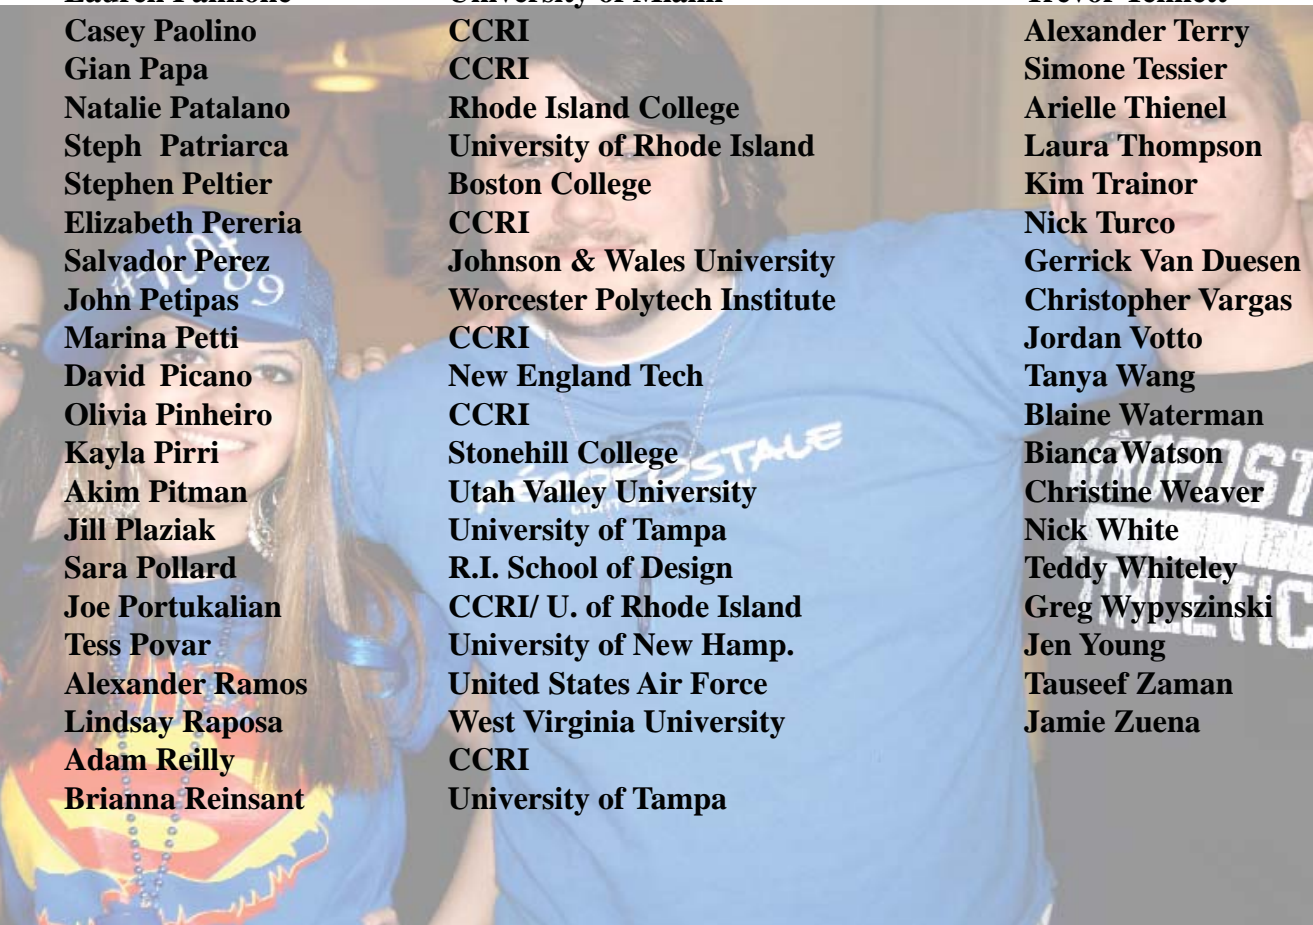 Casey Paolino CCRI Alexander Terry
Gian Papa CCRI Simone Tessier
Natalie Patalano Rhode Island College Arielle Thienel
Steph Patriarca University of Rhode Island Laura Thompson
Stephen Peltier Boston College Kim Trainor
Elizabeth Pereria CCRI Nick Turco
Salvador Perez Johnson & Wales University Gerrick Van Duesen
John Petipas Worcester Polytech Institute Christopher Vargas
Marina Petti CCRI Jordan Votto
David Picano New England Tech Tanya Wang
Olivia Pinheiro CCRI Blaine Waterman
Kayla Pirri Stonehill College Bianca Watson
Akim Pitman Utah Valley University Christine Weaver
Jill Plaziak University of Tampa Nick White
Sara Pollard R.I. School of Design Teddy Whiteley
Joe Portukalian CCRI/ U. of Rhode Island Greg Wypyszinski
Tess Povar University of New Hamp. Jen Young
Alexander Ramos United States Air Force Tauseef Zaman
Lindsay Raposa West Virginia University Jamie Zuena
Adam Reilly CCRI
Brianna Reinsant University of Tampa
09
AÉROPOSTALE